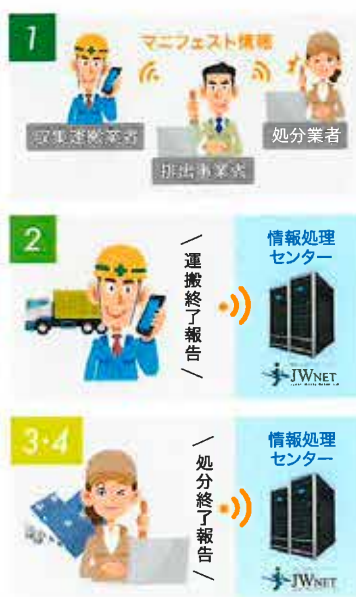 1
マニフェスト情報
収集運搬業者
排出事業者
処分業者
2
運搬終了報告
情報処理
センター
JWNET
3・4
処分終了報告
情報処理
センター
JWNET